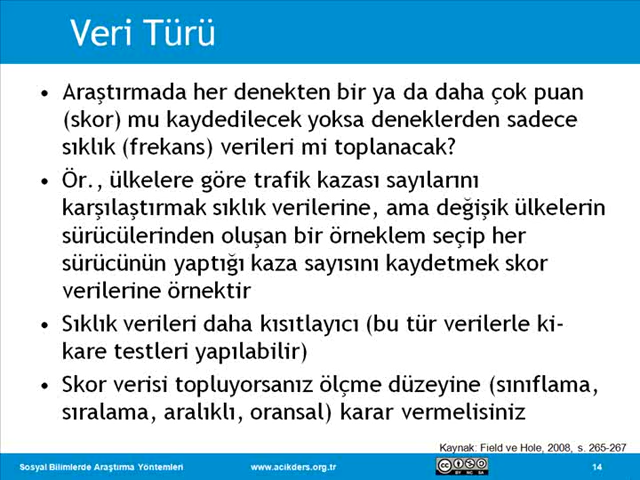 Veri Türü
• Araştırmada her denekten bir ya da daha çok puan
(skor) mu kaydedilecek yoksa deneklerden sadece
sıklık (frekans) verileri mi toplanacak?
• Ör., ülkelere göre trafik kazası sayılarını
karşılaştırmak sıklık verilerine, ama değişik ülkelerin
sürücülerinden oluşan bir örneklem seçip her
sürücünün yaptığı kaza sayısını kaydetmek skor
verilerine örnektir
• Sıklık verileri daha kısıtlayıcı (bu tür verilerle ki-
kare testleri yapılabilir)
• Skor verisi topluyorsanız ölçme düzeyine (sınıflama,
sıralama, aralıklı, oransal) karar vermelisiniz
Kaynak: Field ve Hole, 2008, s. 265-267
Sosyal Bilimlerde Araştırma Yöntemleri www.acikders.org.tr cc BY NC SA 14